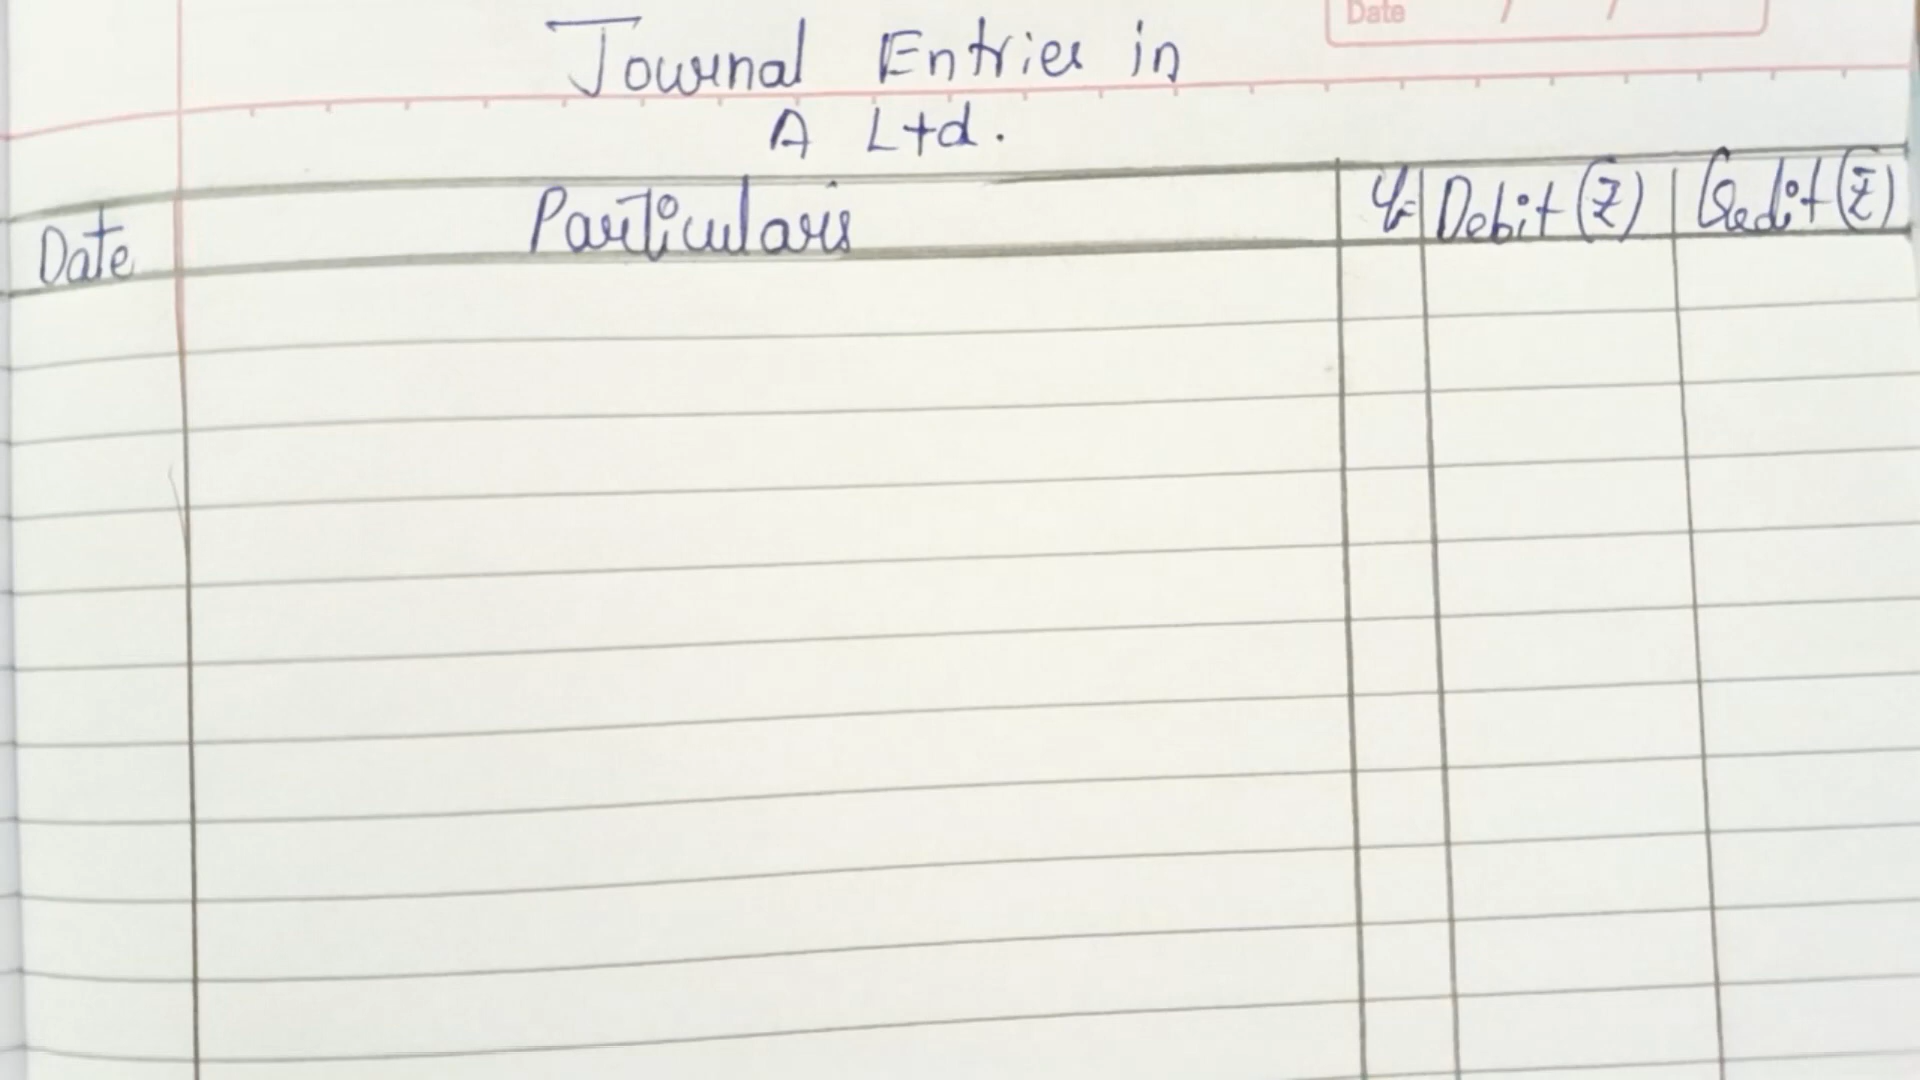 Date / /
Journal Entries in
A Ltd.
Date Particulars L.F. Debit (₹) Credit (₹)